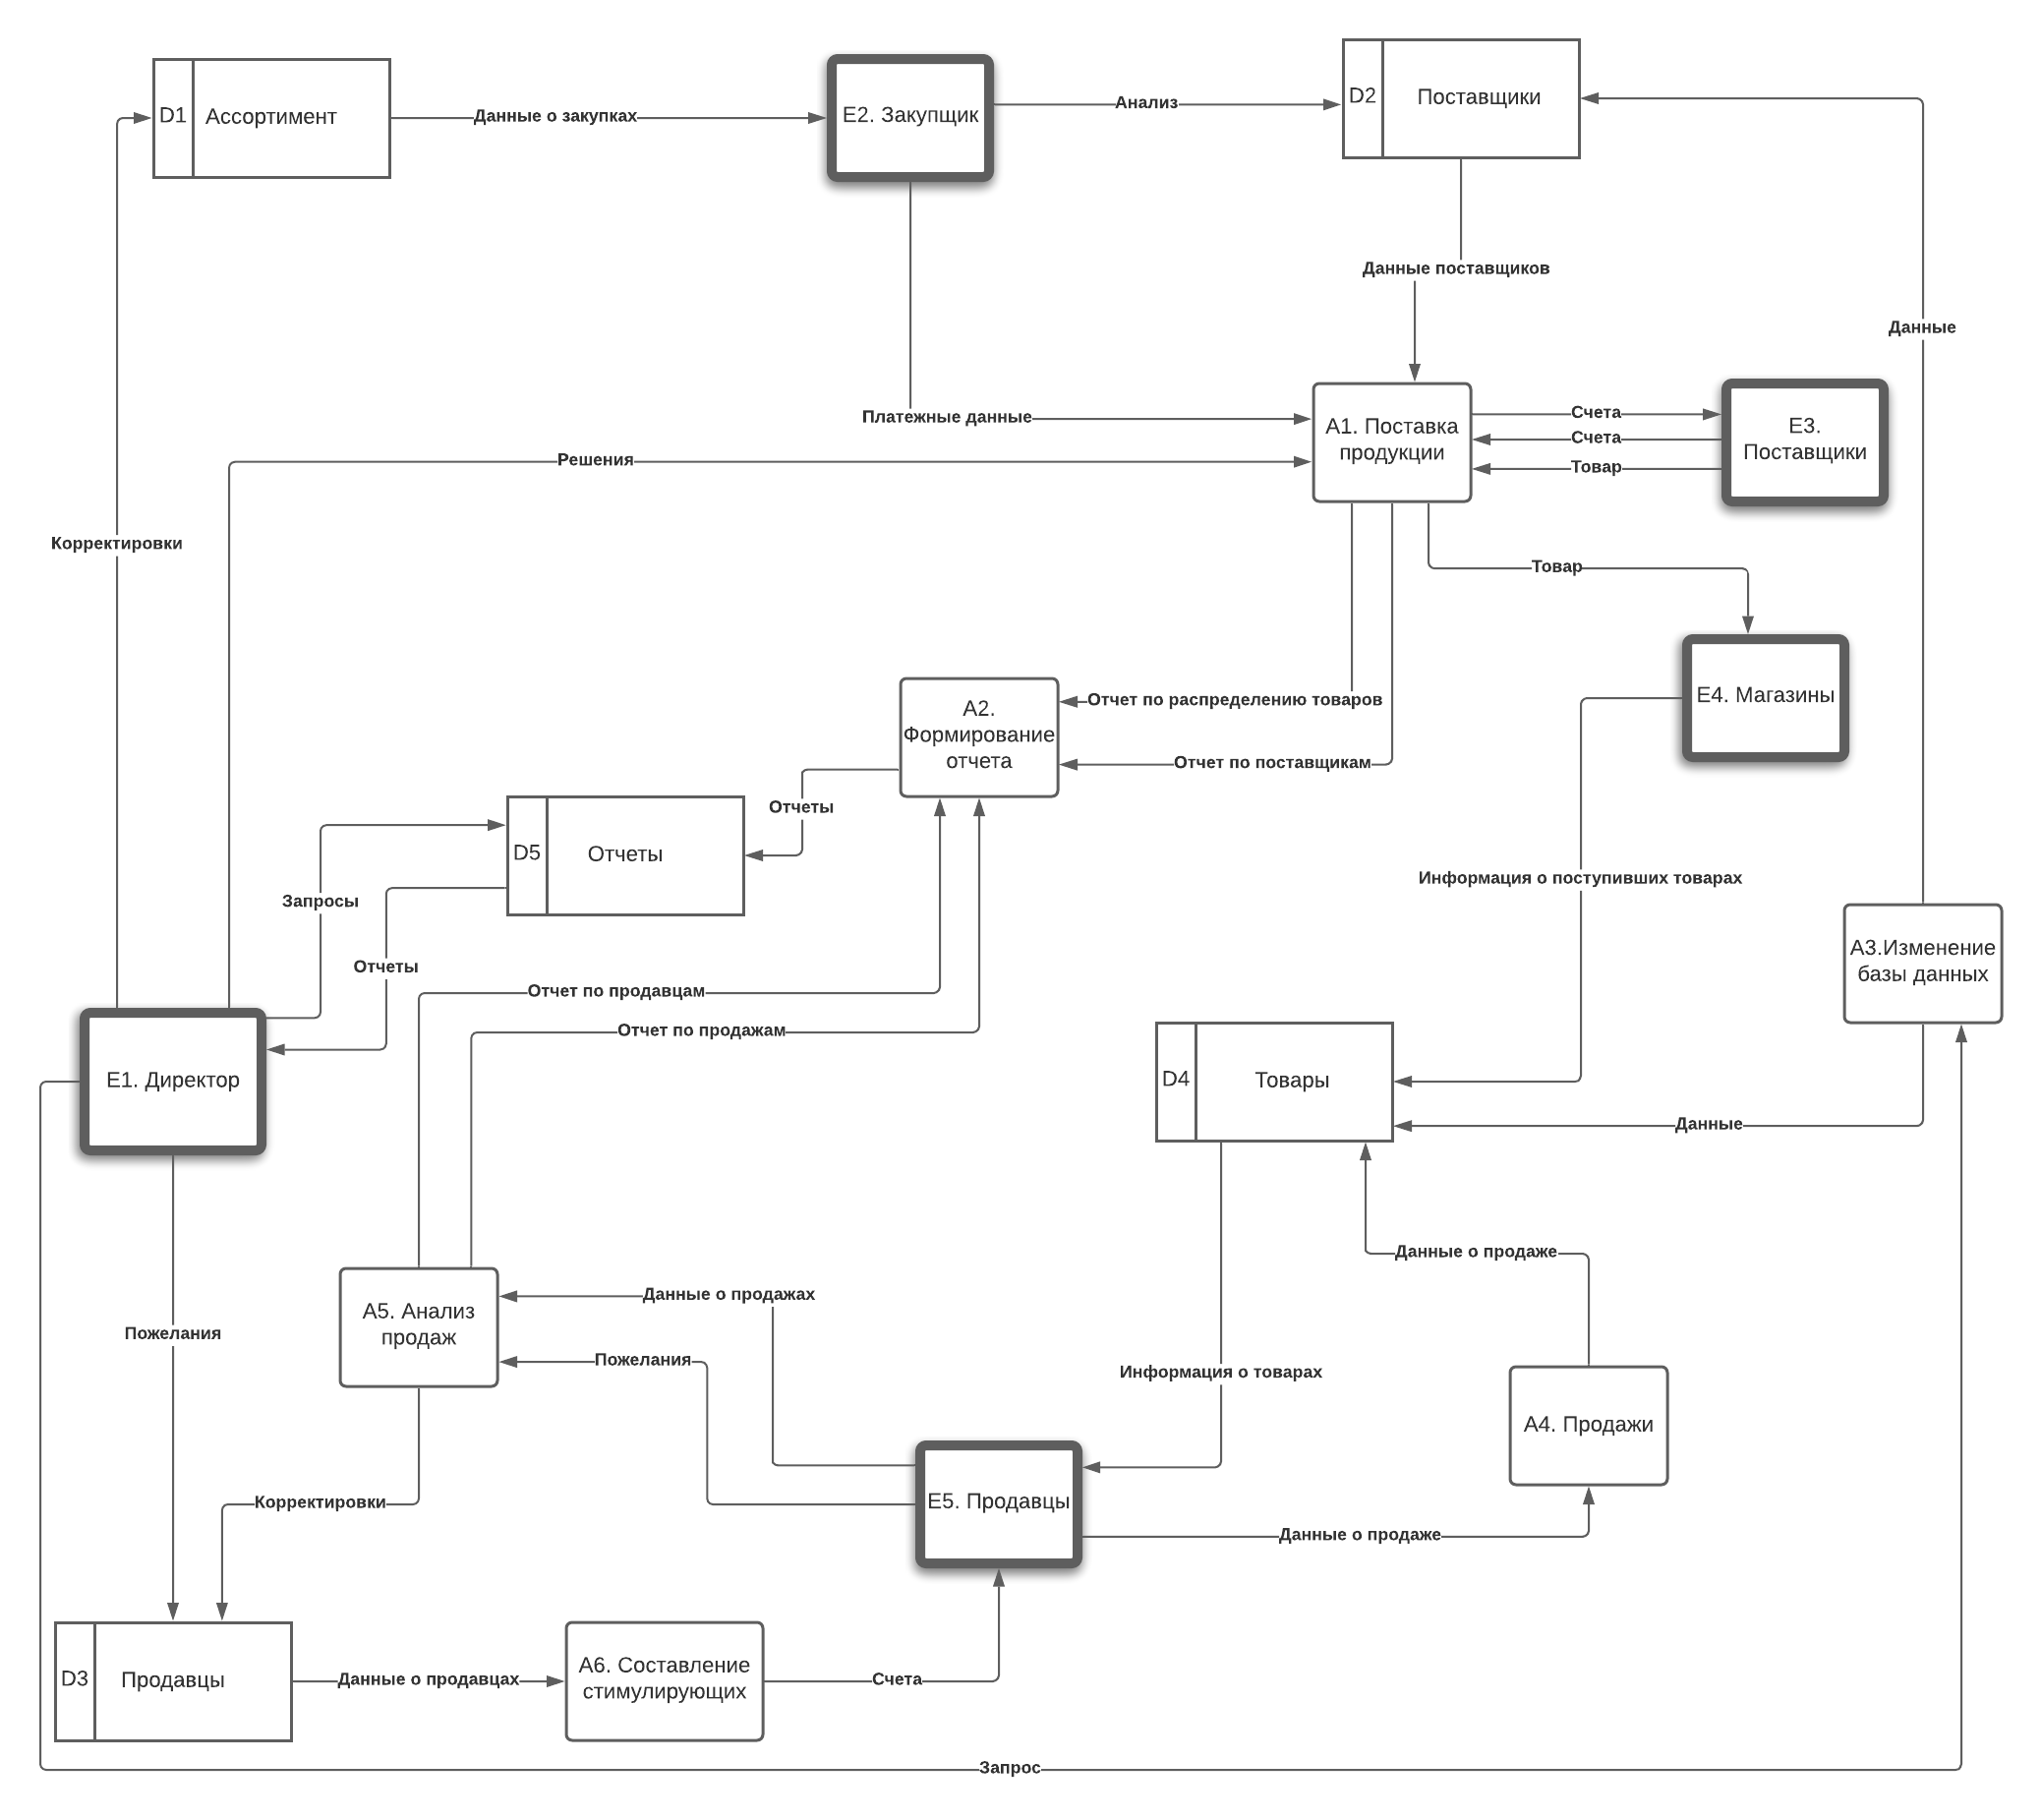 D1
Ассортимент
Данные о закупках
E2. Закупщик
Анализ
D2
Поставщики
Данные поставщиков
Данные
Платежные данные
A1. Поставка
продукции
Счета
Счета
Товар
E3.
Поставщики
Решения
Корректировки
Товар
E4. Магазины
A2.
Формирование
отчета
Отчет по распределению товаров
Отчет по поставщикам
Отчеты
D5
Отчеты
Запросы
Отчеты
Информация о поступивших товарах
A3.Изменение
базы данных
Отчет по продавцам
Отчет по продажам
E1. Директор
D4
Товары
Данные
Данные о продаже
A5. Анализ
продаж
Данные о продажах
Пожелания
Пожелания
Информация о товарах
A4. Продажи
Корректировки
E5. Продавцы
Данные о продаже
D3
Продавцы
Данные о продавцах
A6. Составление
стимулирующих
Счета
Запрос